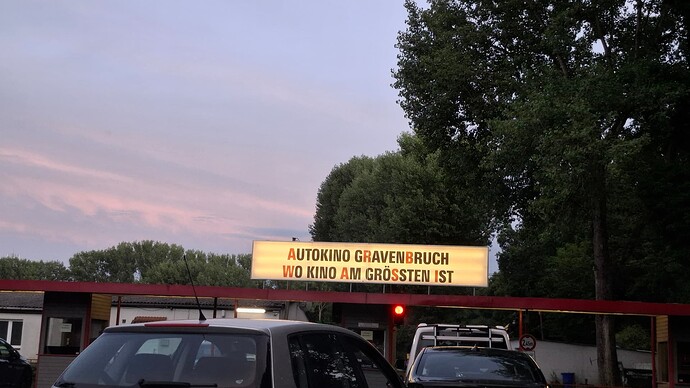 AUTOKINO GRAVENBRUCH
WO KINO AM GRÖSSTEN IST